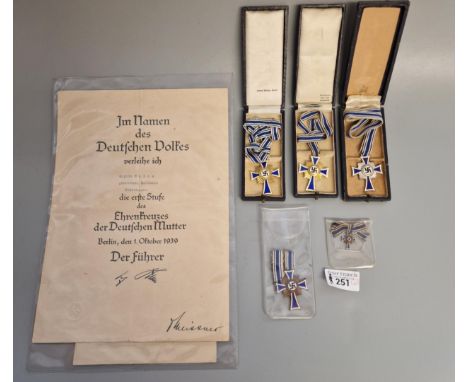 Im Namen
des
Deutschen Volkes
verleihe ich
die erste Stufe
des
Ehrenkreuzes
der Deutschen Mutter
Berlin, den 1. Oktober 1939
Der Führer
Meissner
251